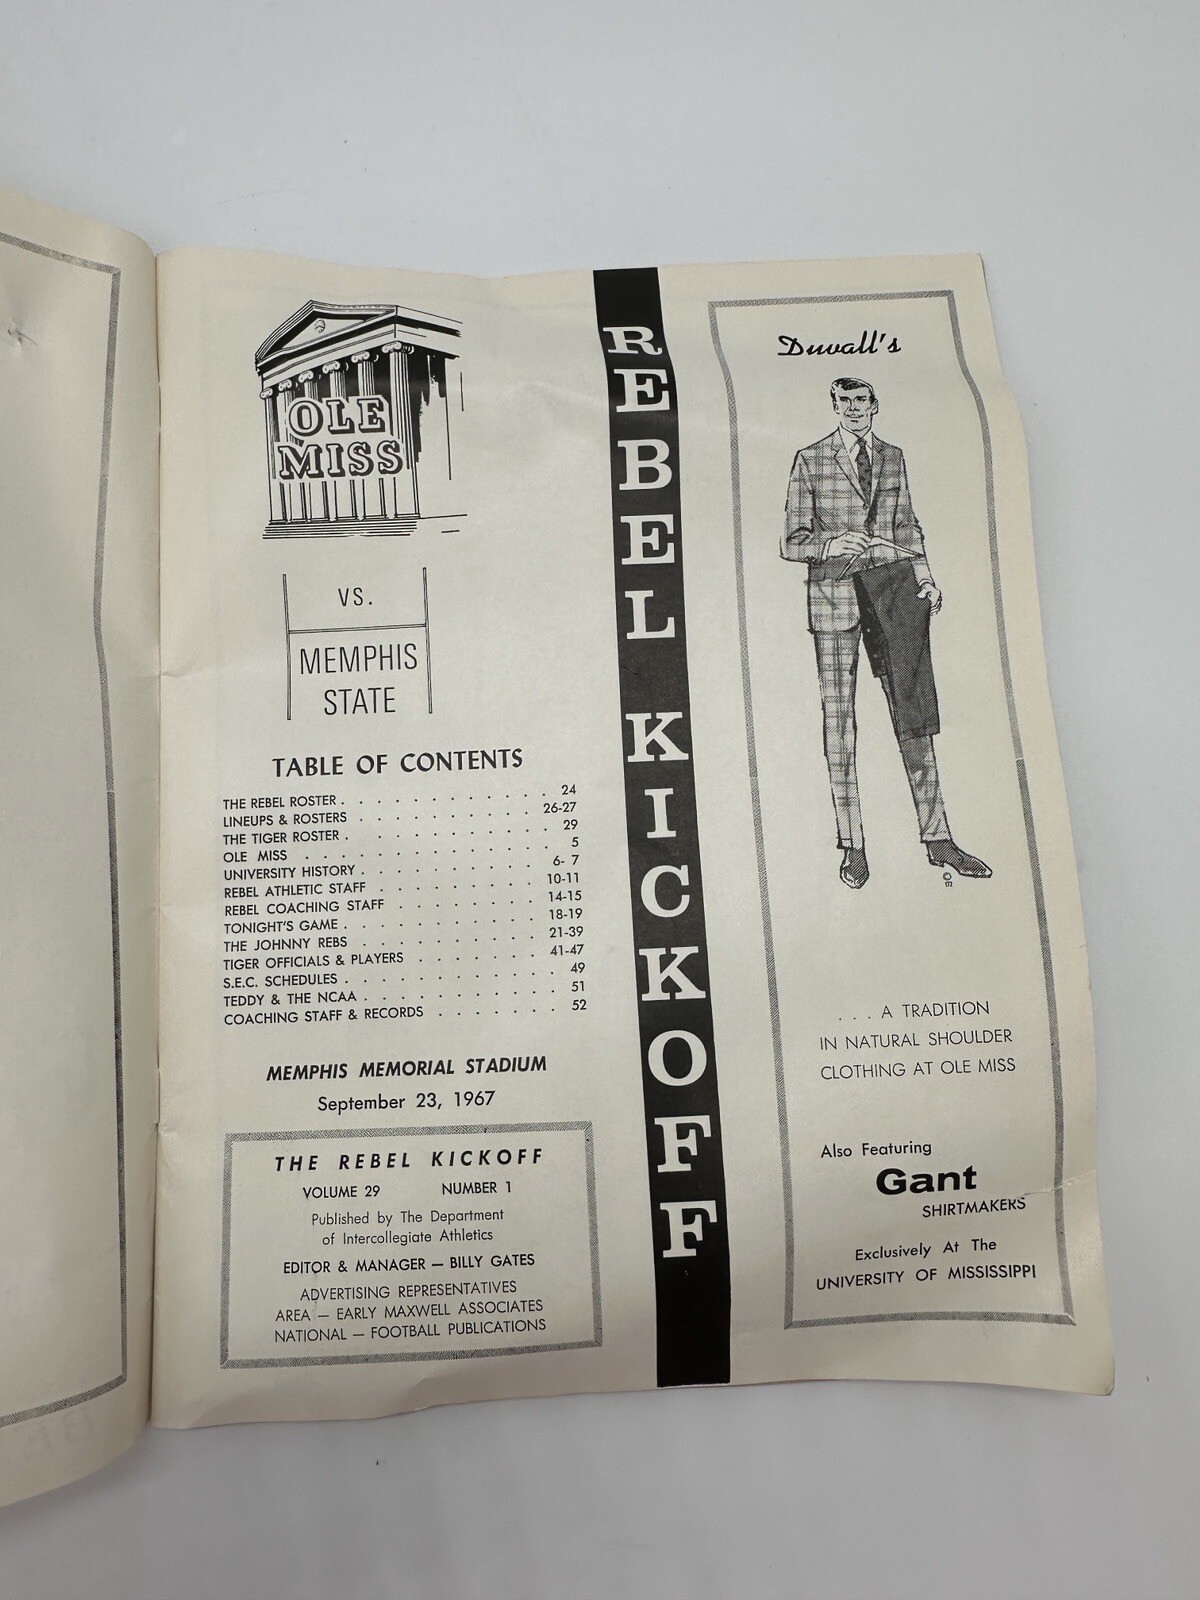 OLE
MISS
VS.
MEMPHIS
STATE
TABLE OF CONTENTS
THE REBEL ROSTER . . . . . . . . . . . . 24
LINEUPS & ROSTERS . . . . . . . . . . 26-27
THE TIGER ROSTER . . . . . . . . . . . . 29
OLE MISS . . . . . . . . . . . . . . 5
UNIVERSITY HISTORY . . . . . . . . . . . 6- 7
REBEL ATHLETIC STAFF . . . . . . . . . 10-11
REBEL COACHING STAFF . . . . . . . . 14-15
TONIGHT'S GAME . . . . . . . . . . . 18-19
THE JOHNNY REBS . . . . . . . . . . 21-39
TIGER OFFICIALS & PLAYERS . . . . . . . 41-47
S.E.C. SCHEDULES . . . . . . . . . . . . 49
TEDDY & THE NCAA . . . . . . . . . . . 51
COACHING STAFF & RECORDS . . . . . . . 52
MEMPHIS MEMORIAL STADIUM
September 23, 1967
THE REBEL KICKOFF
VOLUME 29 NUMBER 1
Published by The Department
of Intercollegiate Athletics
EDITOR & MANAGER — BILLY GATES
ADVERTISING REPRESENTATIVES
AREA — EARLY MAXWELL ASSOCIATES
NATIONAL — FOOTBALL PUBLICATIONS
REBEL KICKOFF
Duvall's
. . . A TRADITION
IN NATURAL SHOULDER
CLOTHING AT OLE MISS
Also Featuring
Gant
SHIRTMAKERS
Exclusively At The
UNIVERSITY OF MISSISSIPPI